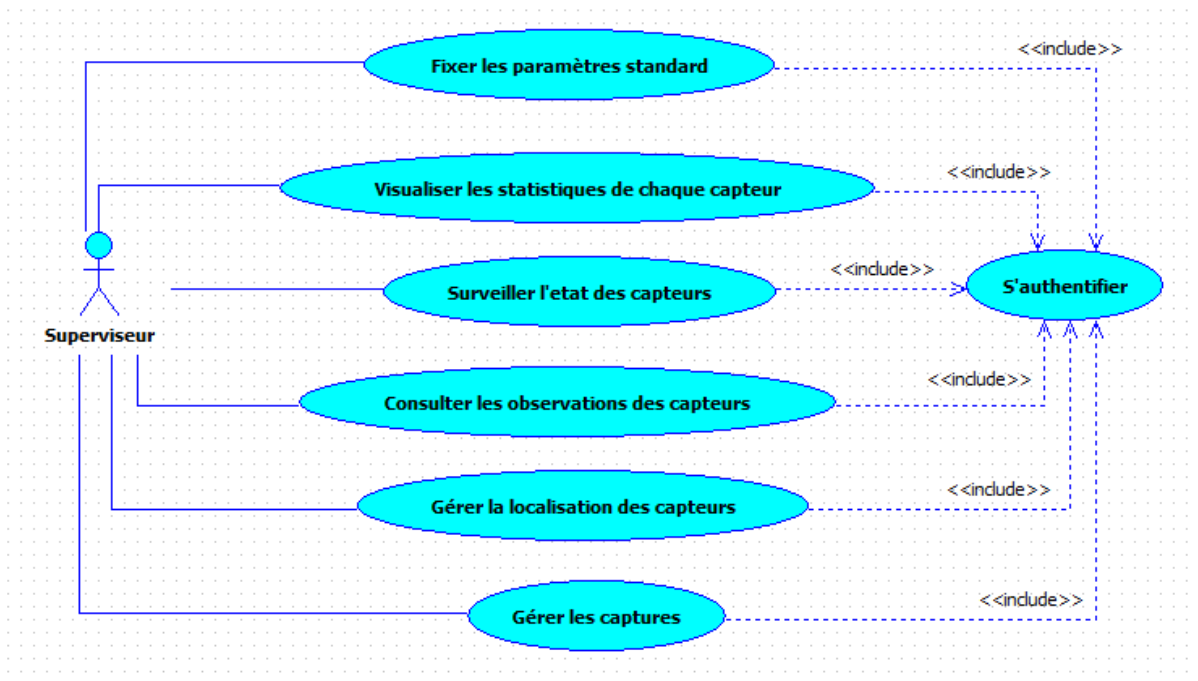 <<include>>
Fixer les paramètres standard
<<include>>
Visualiser les statistiques de chaque capteur
<<include>>
Surveiller l'etat des capteurs
S'authentifier
Superviseur
<<include>>
Consulter les observations des capteurs
<<include>>
Gérer la localisation des capteurs
<<include>>
Gérer les captures